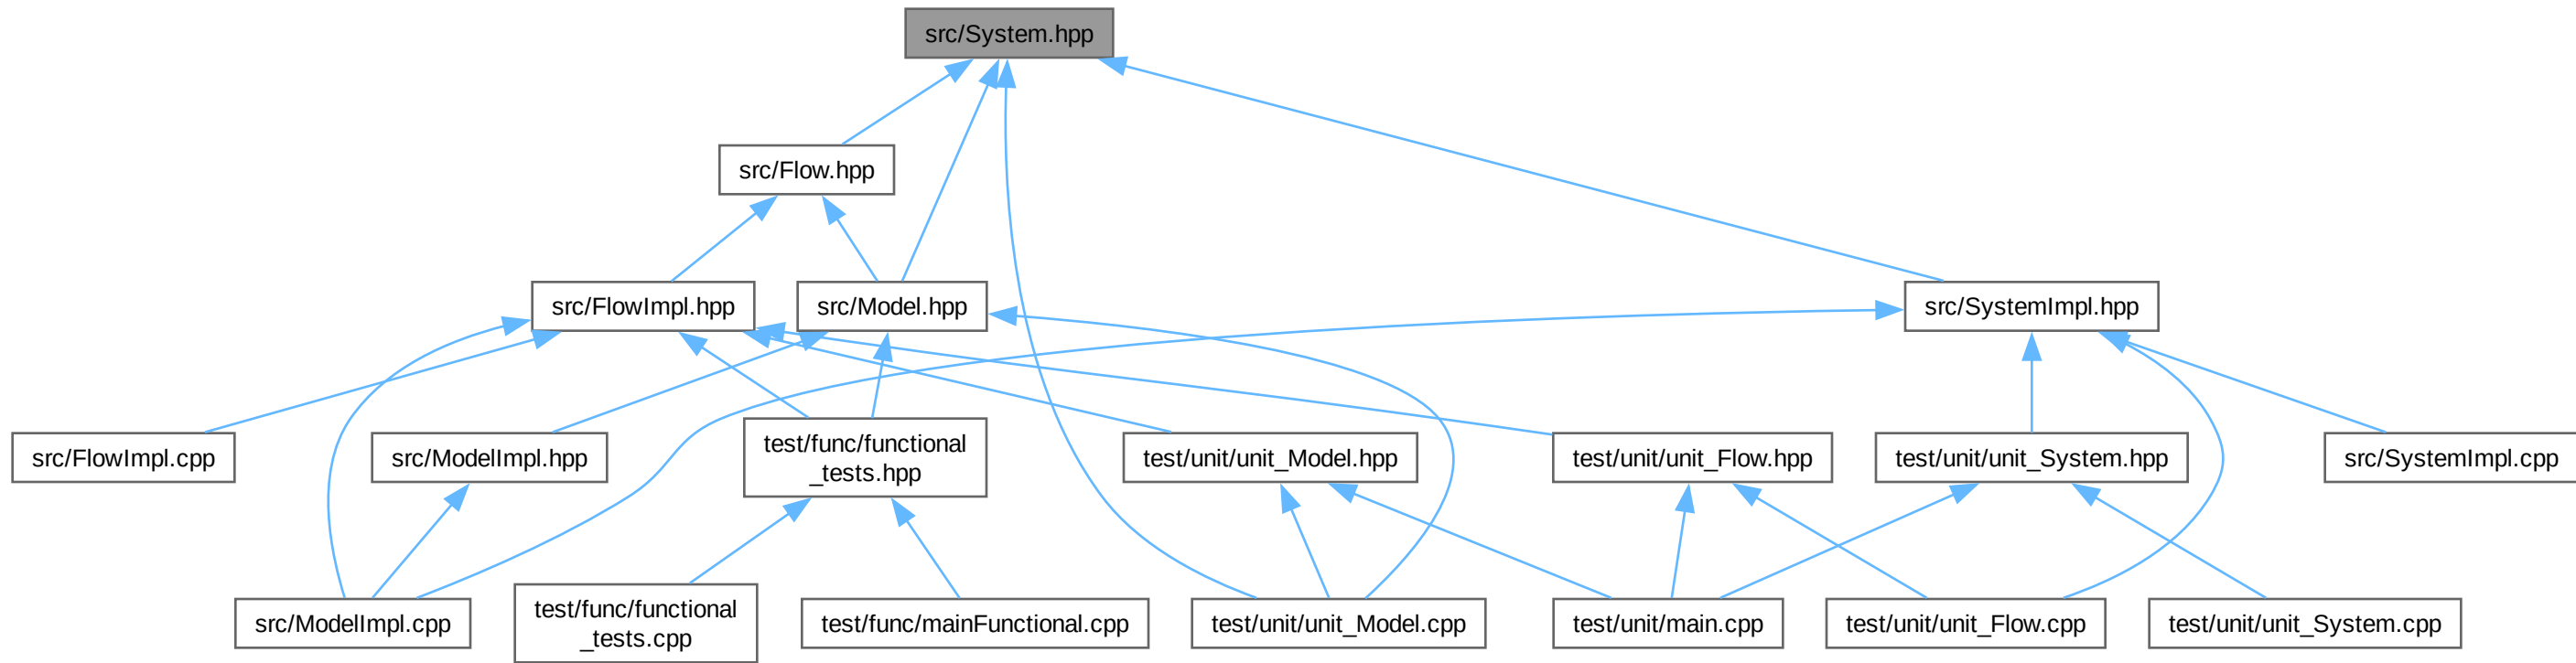 src/System.hpp
src/Flow.hpp
src/FlowImpl.hpp
src/Model.hpp
src/SystemImpl.hpp
src/FlowImpl.cpp
src/ModelImpl.hpp
test/func/functional
_tests.hpp
test/unit/unit_Model.hpp
test/unit/unit_Flow.hpp
test/unit/unit_System.hpp
src/SystemImpl.cpp
src/ModelImpl.cpp
test/func/functional
_tests.cpp
test/func/mainFunctional.cpp
test/unit/unit_Model.cpp
test/unit/main.cpp
test/unit/unit_Flow.cpp
test/unit/unit_System.cpp